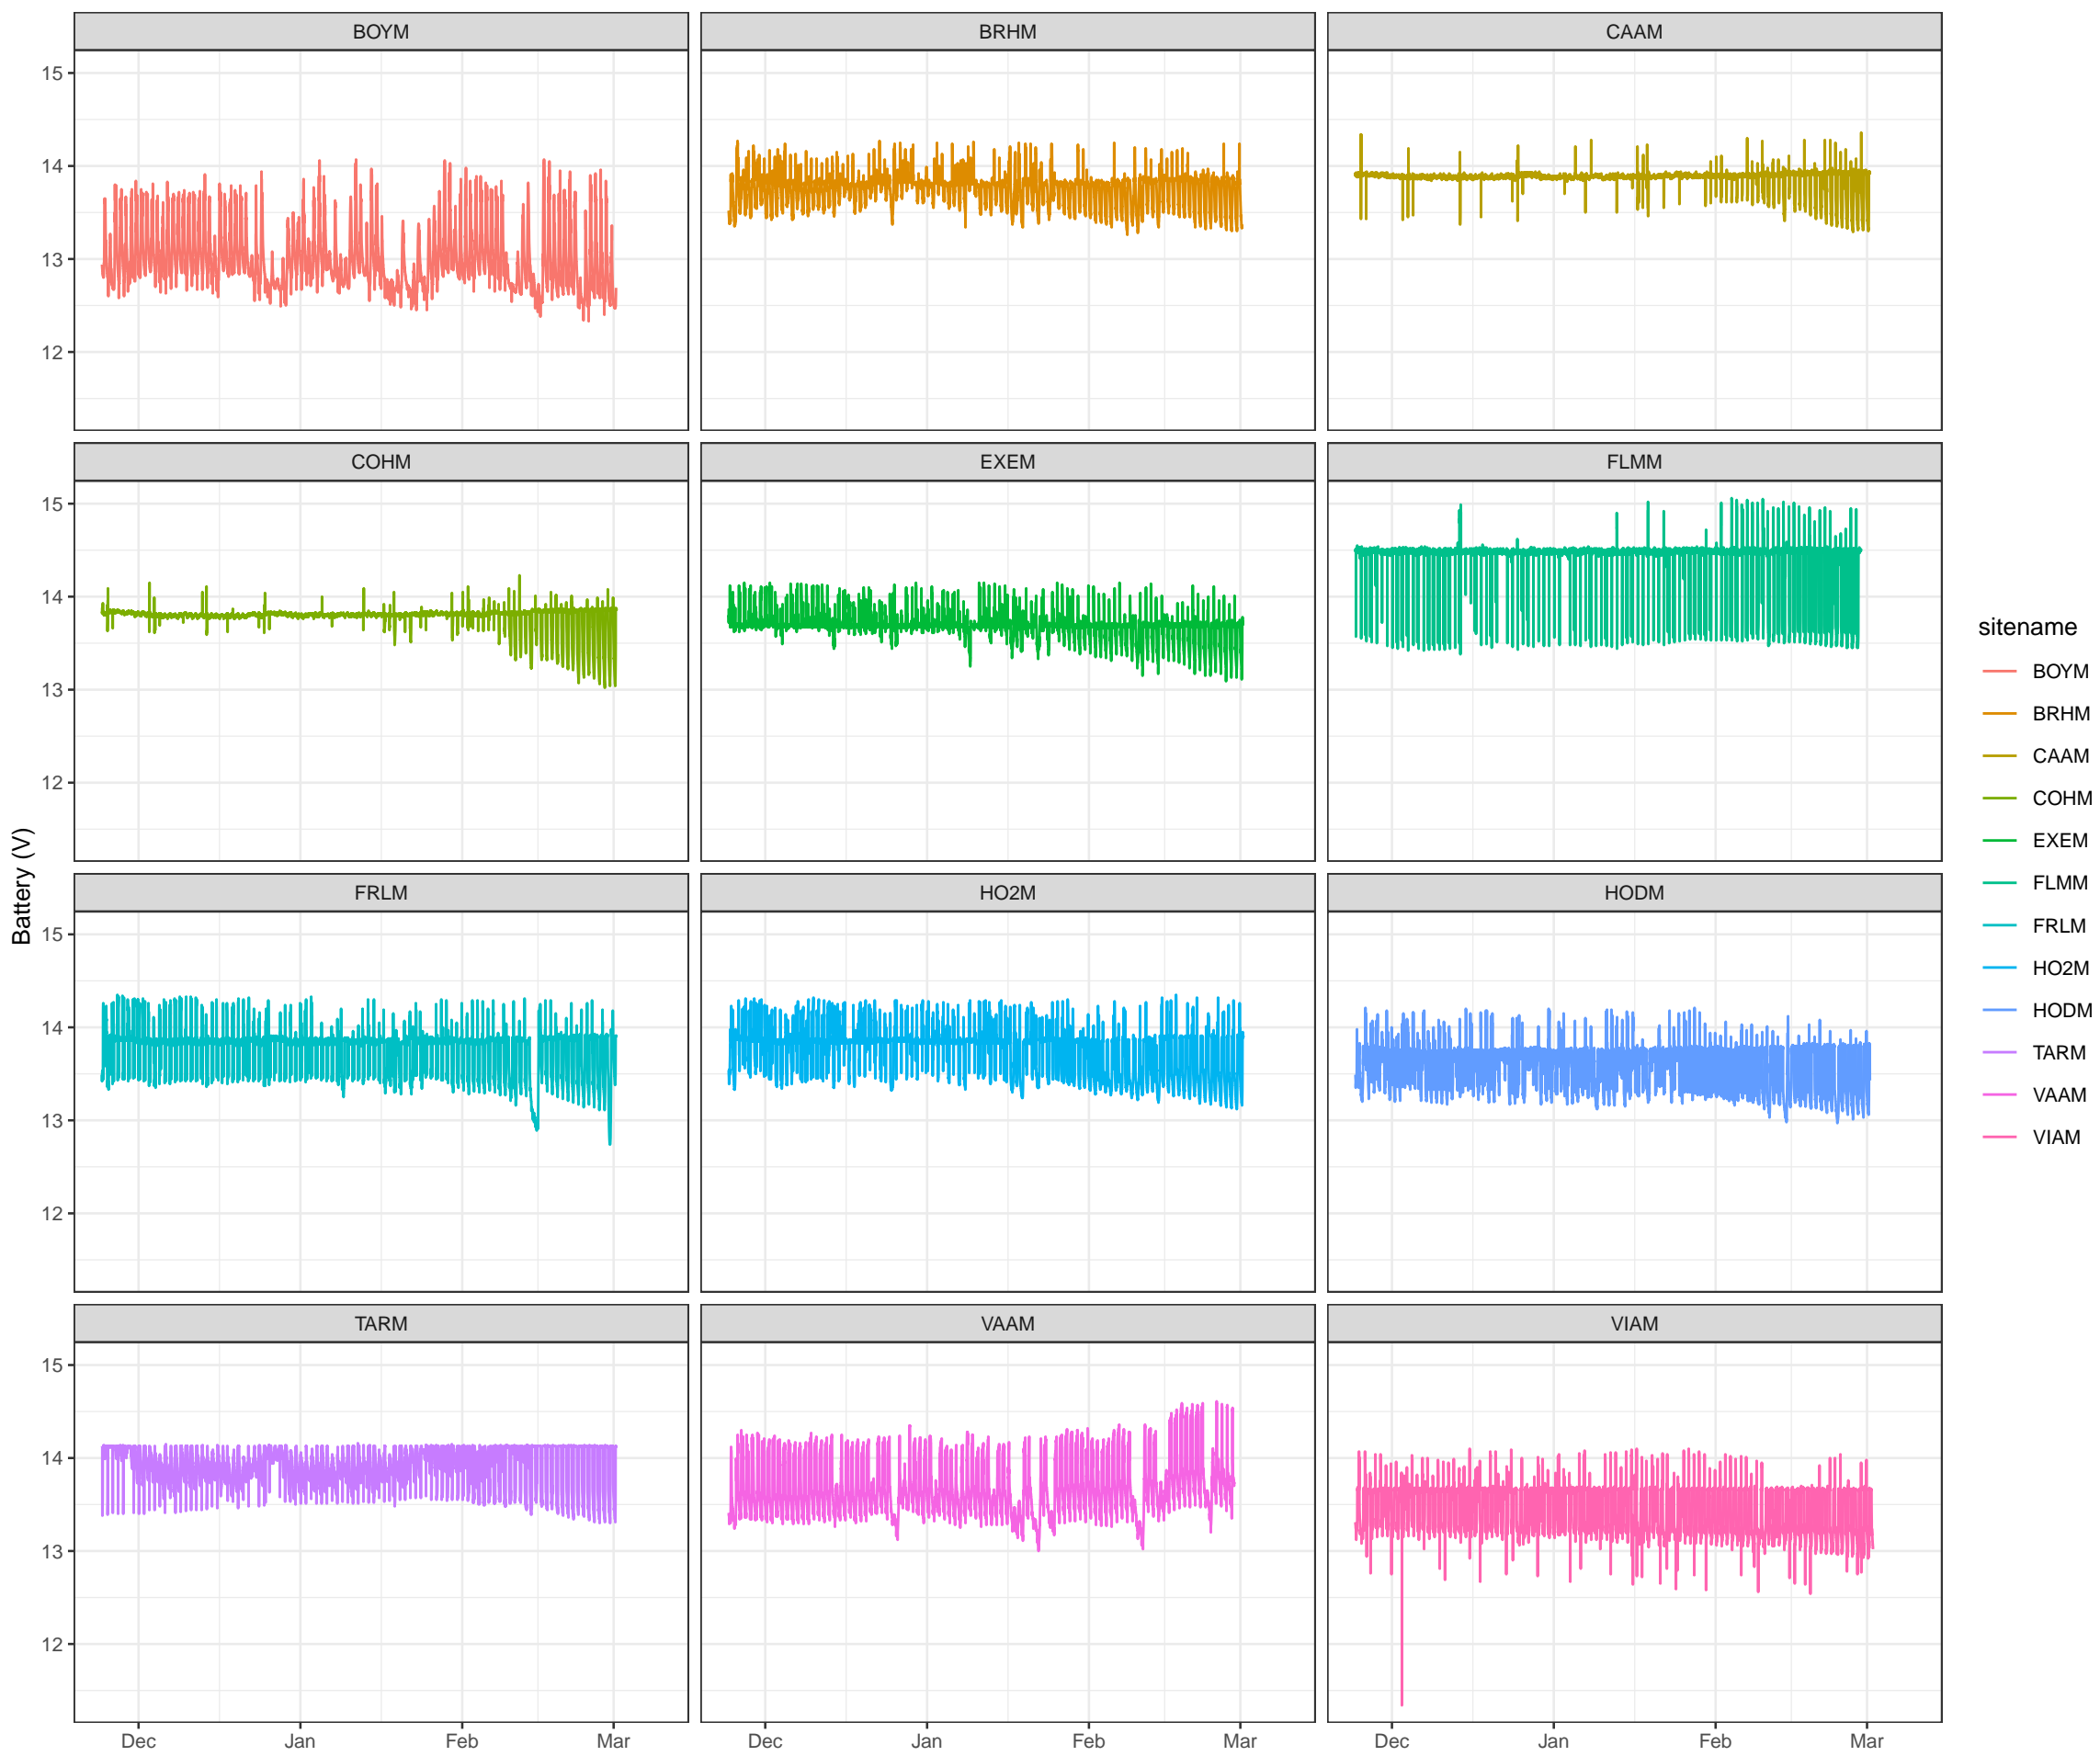 BOYM
BRHM
CAAM
15
14
13
12
COHM
EXEM
FLMM
15
14
13
12
FRLM
HO2M
HODM
15
14
13
12
TARM
VAAM
VIAM
15
14
13
12
Dec Jan Feb Mar
Dec Jan Feb Mar
Dec Jan Feb Mar
Battery (V)
sitename
BOYM
BRHM
CAAM
COHM
EXEM
FLMM
FRLM
HO2M
HODM
TARM
VAAM
VIAM